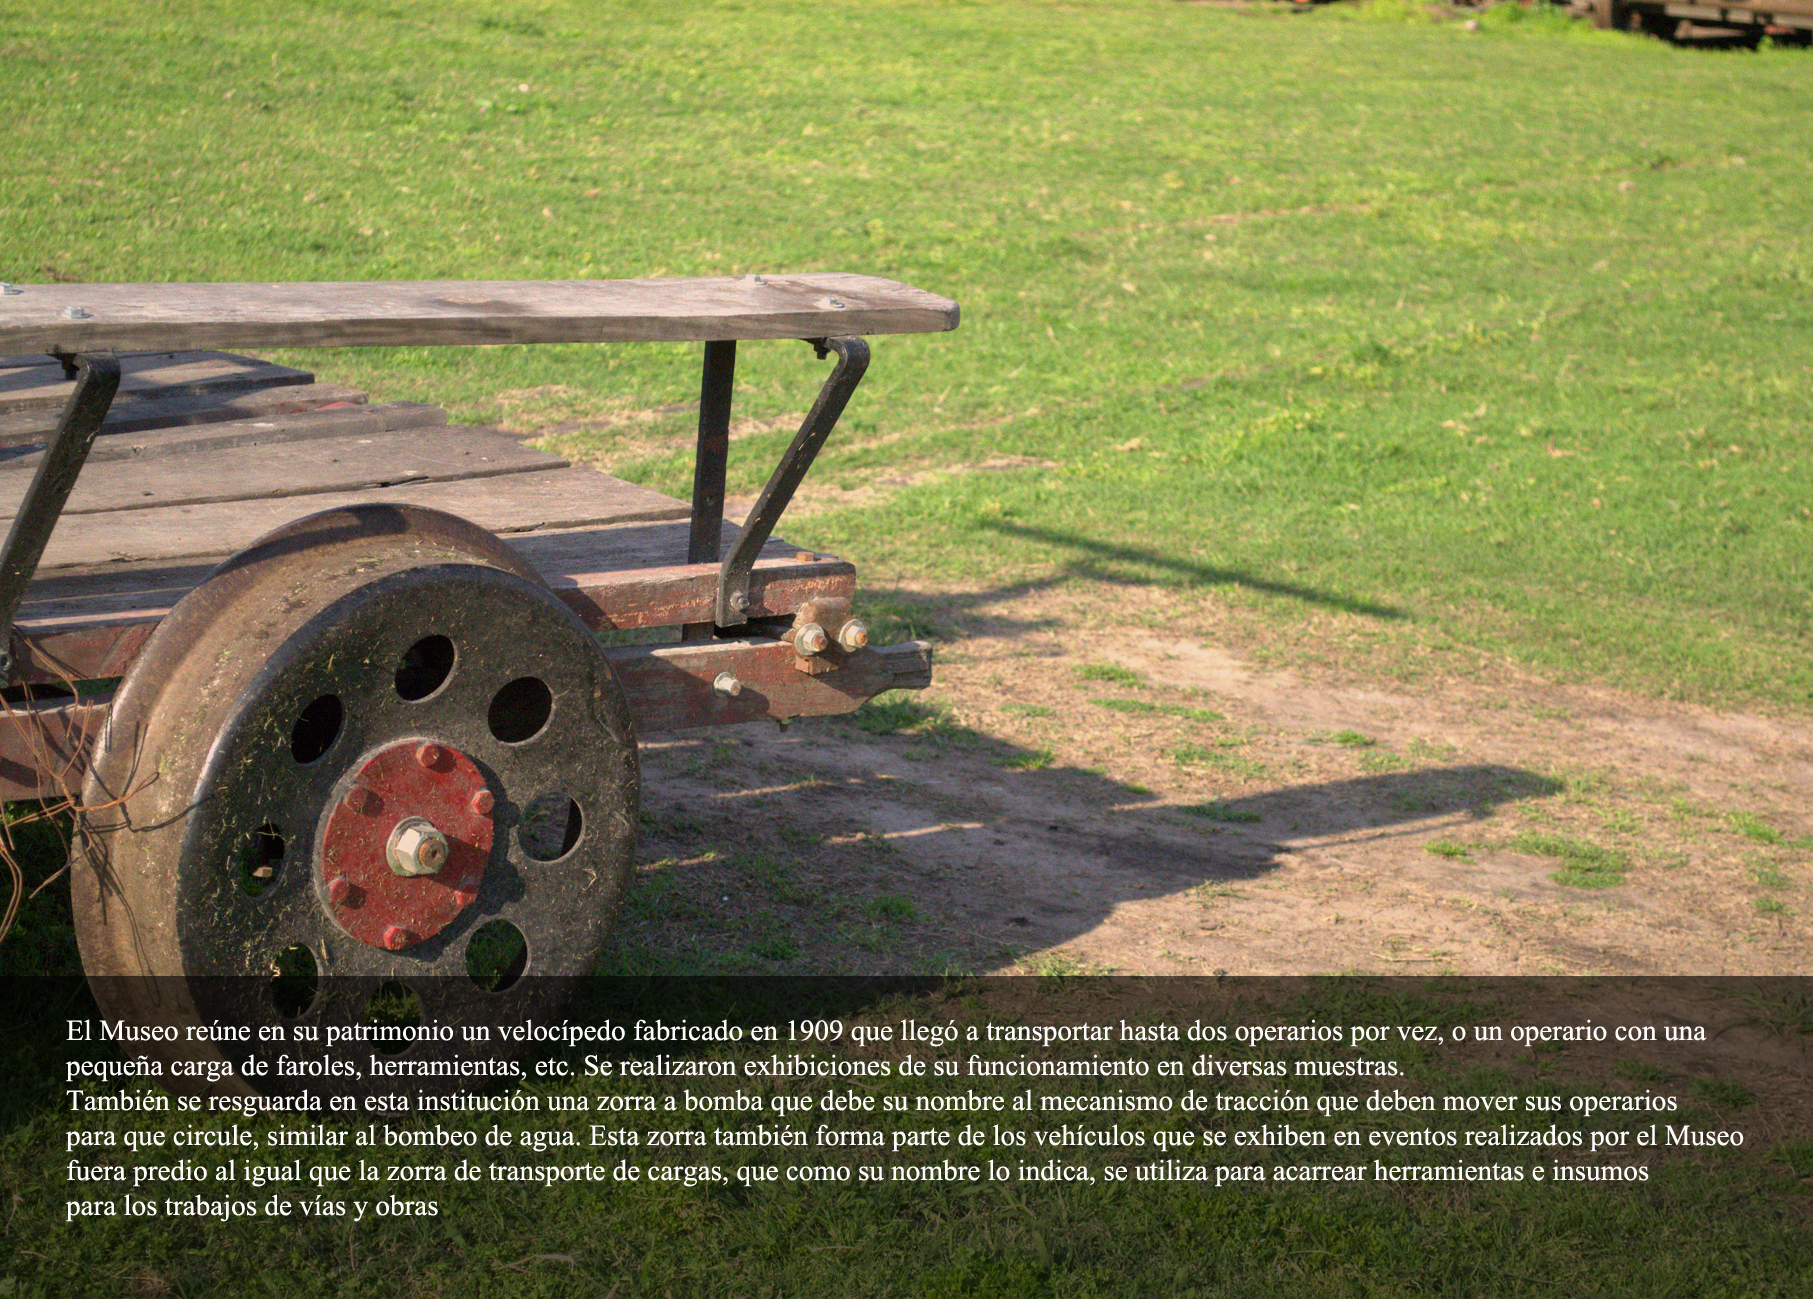 El Museo reúne en su patrimonio un velocípedo fabricado en 1909 que llegó a transportar hasta dos operarios por vez, o un operario con una
pequeña carga de faroles, herramientas, etc. Se realizaron exhibiciones de su funcionamiento en diversas muestras.
También se resguarda en esta institución una zorra a bomba que debe su nombre al mecanismo de tracción que deben mover sus operarios
para que circule, similar al bombeo de agua. Esta zorra también forma parte de los vehículos que se exhiben en eventos realizados por el Museo
fuera predio al igual que la zorra de transporte de cargas, que como su nombre lo indica, se utiliza para acarrear herramientas e insumos
para los trabajos de vías y obras